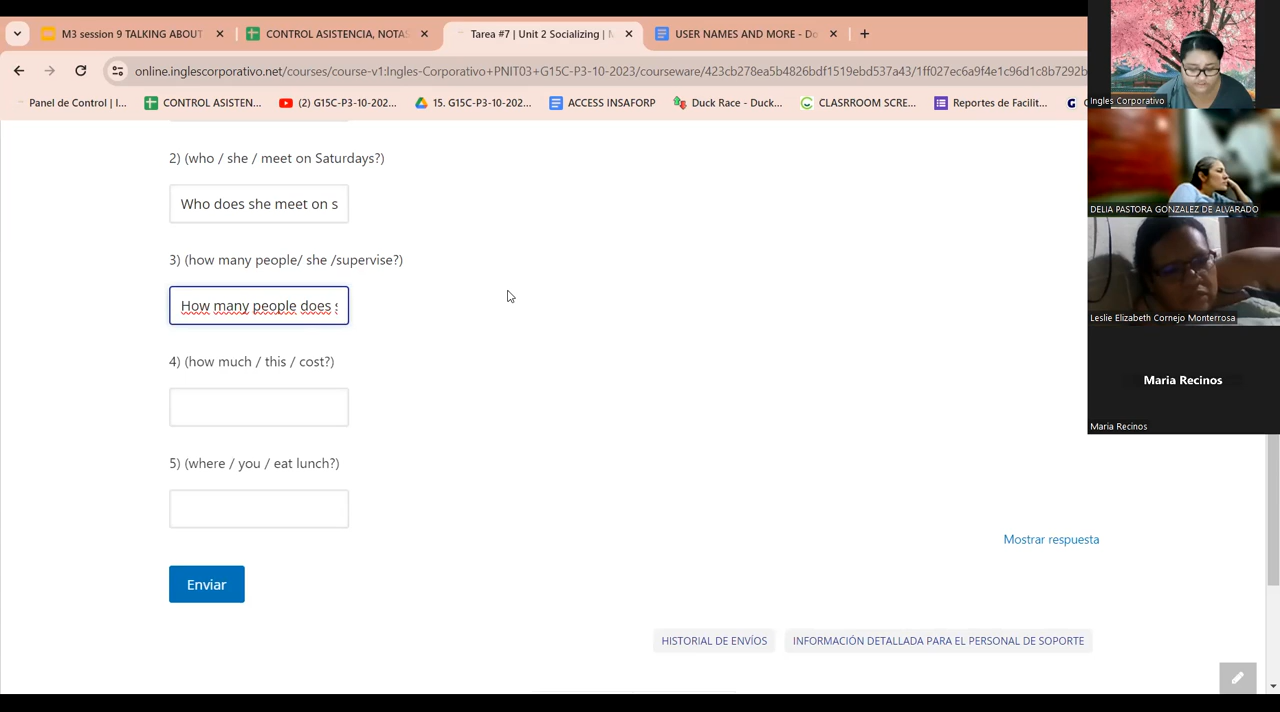 M3 session 9 TALKING ABOUT
CONTROL ASISTENCIA, NOTAS
Tarea #7 | Unit 2 Socializing |
USER NAMES AND MORE - Do
online.inglescorporativo.net/courses/course-v1:Ingles-Corporativo+PNIT03+G15C-P3-10-2023/courseware/423cb278ea5b4826bdf1519ebd537a43/1ff027ec6a9f4e1c96d1c8b7292b
Panel de Control | I...
CONTROL ASISTEN...
(2) G15C-P3-10-202...
15. G15C-P3-10-202...
ACCESS INSAFORP
Duck Race - Duck...
CLASRROOM SCRE...
Reportes de Facilit...
Ingles Corporativo
2) (who / she / meet on Saturdays?)
Who does she meet on s
DELIA PASTORA GONZALEZ DE ALVARADO
3) (how many people/ she /supervise?)
How many people does s
Leslie Elizabeth Cornejo Monterrosa
4) (how much / this / cost?)
Maria Recinos
Maria Recinos
5) (where / you / eat lunch?)
Mostrar respuesta
Enviar
HISTORIAL DE ENVÍOS
INFORMACIÓN DETALLADA PARA EL PERSONAL DE SOPORTE